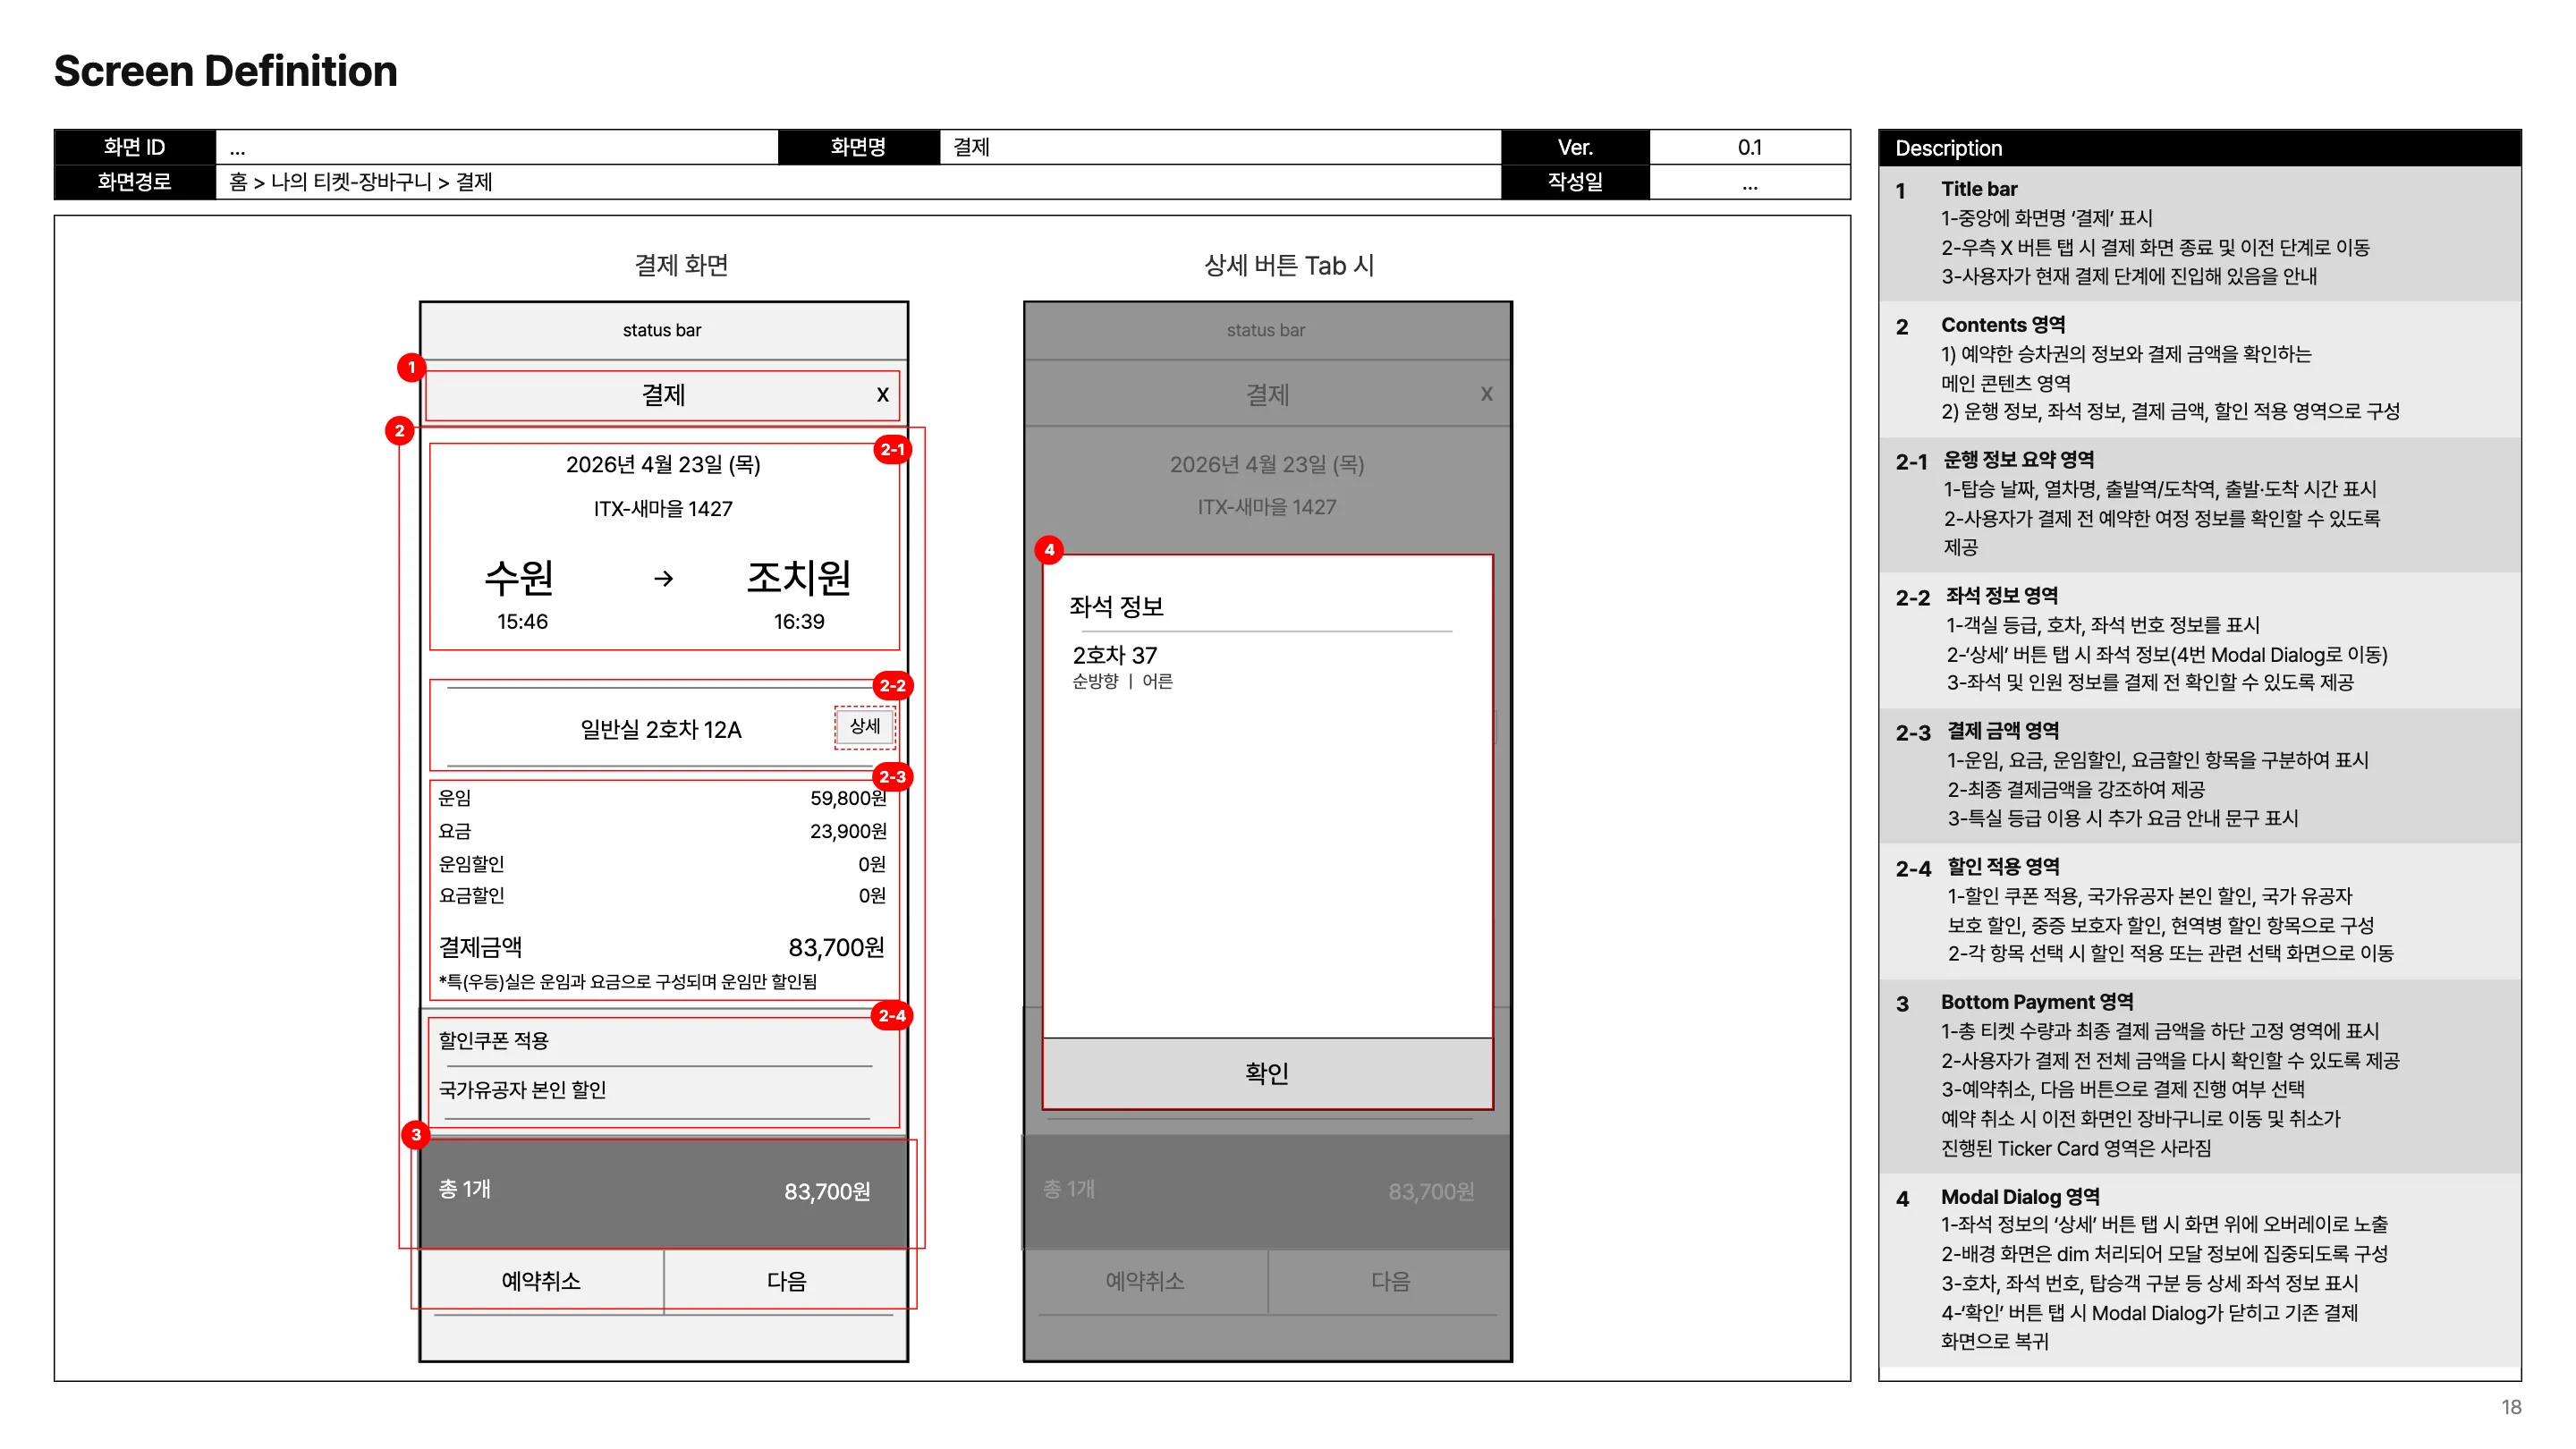 Screen Definition
화면 ID
...
화면명
결제
Ver.
0.1
화면경로
홈 > 나의 티켓-장바구니 > 결제
작성일
...
결제 화면
status bar
1
결제
X
2
2-1
2026년 4월 23일 (목)
ITX-새마을 1427
수원 → 조치원
15:46
16:39
2-2
일반실 2호차 12A
상세
2-3
운임 59,800원
요금 23,900원
운임할인 0원
요금할인 0원
결제금액 83,700원
*특(우등)실은 운임과 요금으로 구성되며 운임만 할인됨
2-4
할인쿠폰 적용
국가유공자 본인 할인
3
총 1개 83,700원
예약취소
다음
상세 버튼 Tab 시
status bar
결제
X
2026년 4월 23일 (목)
ITX-새마을 1427
4
좌석 정보
2호차 37
순방향 | 어른
확인
총 1개 83,700원
예약취소
다음
Description
1 Title bar
1-중앙에 화면명 ‘결제’ 표시
2-우측 X 버튼 탭 시 결제 화면 종료 및 이전 단계로 이동
3-사용자가 현재 결제 단계에 진입해 있음을 안내
2 Contents 영역
1) 예약한 승차권의 정보와 결제 금액을 확인하는
메인 콘텐츠 영역
2) 운행 정보, 좌석 정보, 결제 금액, 할인 적용 영역으로 구성
2-1 운행 정보 요약 영역
1-탑승 날짜, 열차명, 출발역/도착역, 출발·도착 시간 표시
2-사용자가 결제 전 예약한 여정 정보를 확인할 수 있도록
제공
2-2 좌석 정보 영역
1-객실 등급, 호차, 좌석 번호 정보를 표시
2-‘상세’ 버튼 탭 시 좌석 정보(4번 Modal Dialog로 이동)
3-좌석 및 인원 정보를 결제 전 확인할 수 있도록 제공
2-3 결제 금액 영역
1-운임, 요금, 운임할인, 요금할인 항목을 구분하여 표시
2-최종 결제금액을 강조하여 제공
3-특실 등급 이용 시 추가 요금 안내 문구 표시
2-4 할인 적용 영역
1-할인 쿠폰 적용, 국가유공자 본인 할인, 국가 유공자
보호 할인, 중증 보호자 할인, 현역병 할인 항목으로 구성
2-각 항목 선택 시 할인 적용 또는 관련 선택 화면으로 이동
3 Bottom Payment 영역
1-총 티켓 수량과 최종 결제 금액을 하단 고정 영역에 표시
2-사용자가 결제 전 전체 금액을 다시 확인할 수 있도록 제공
3-예약취소, 다음 버튼으로 결제 진행 여부 선택
예약 취소 시 이전 화면인 장바구니로 이동 및 취소가
진행된 Ticker Card 영역은 사라짐
4 Modal Dialog 영역
1-좌석 정보의 ‘상세’ 버튼 탭 시 화면 위에 오버레이로 노출
2-배경 화면은 dim 처리되어 모달 정보에 집중되도록 구성
3-호차, 좌석 번호, 탑승객 구분 등 상세 좌석 정보 표시
4-‘확인’ 버튼 탭 시 Modal Dialog가 닫히고 기존 결제
화면으로 복귀
18